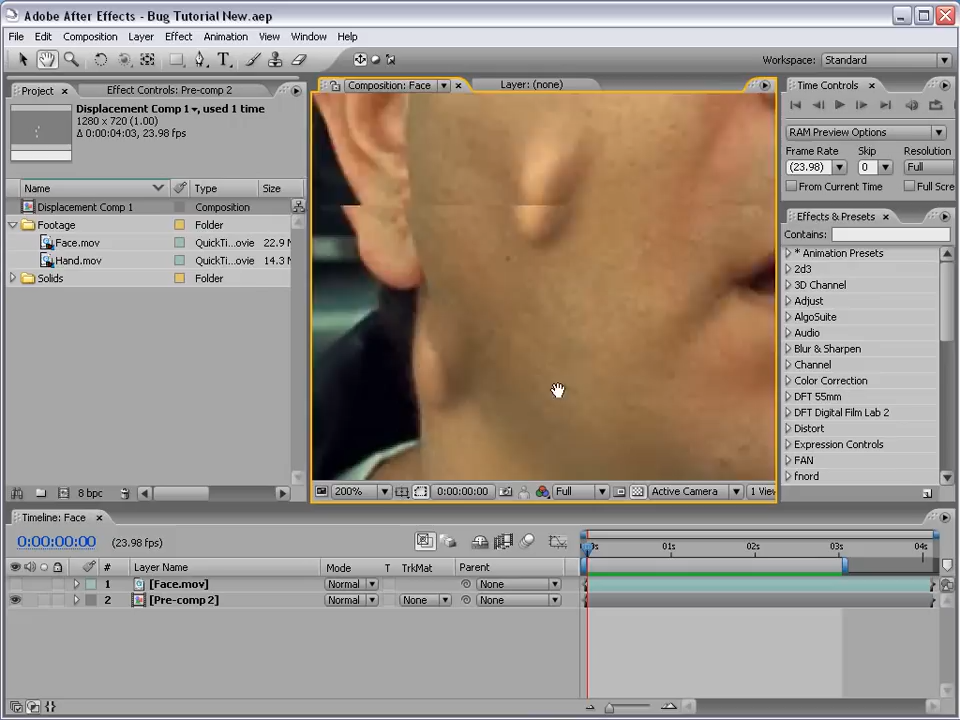 Adobe After Effects - Bug Tutorial New.aep
File Edit Composition Layer Effect Animation View Window Help
Workspace: Standard
Project × Effect Controls: Pre-comp 2
Displacement Comp 1 , used 1 time
1280 x 720 (1.00)
Δ 0:00:04:03, 23.98 fps
Name Type Size
Displacement Comp 1 Composition
Footage Folder
Face.mov QuickTi...ovie 22.9 M
Hand.mov QuickTi...ovie 14.3 M
Solids Folder
8 bpc
Composition: Face × Layer: (none)
200% 0:00:00:00 Full Active Camera 1 View
Time Controls ×
RAM Preview Options
Frame Rate Skip Resolution
(23.98) 0 Full
From Current Time Full Scre
Effects & Presets ×
Contains:
* Animation Presets
2d3
3D Channel
Adjust
AlgoSuite
Audio
Blur & Sharpen
Channel
Color Correction
DFT 55mm
DFT Digital Film Lab 2
Distort
Expression Controls
FAN
fnord
Timeline: Face ×
0:00:00:00 (23.98 fps)
# Layer Name Mode T TrkMat Parent
1 [Face.mov] Normal None
2 [Pre-comp 2] Normal None None
01s 02s 03s 04s